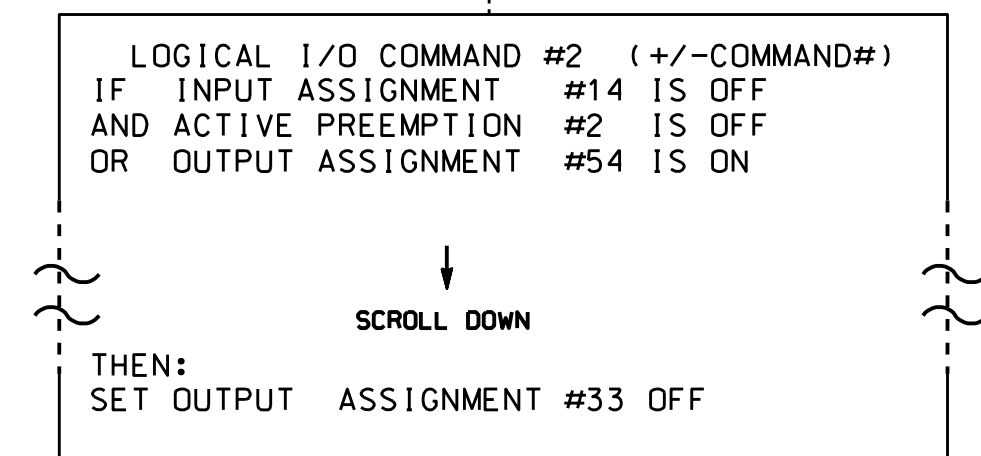 LOGICAL I/O COMMAND #2 (+/-COMMAND#)
IF INPUT ASSIGNMENT #14 IS OFF
AND ACTIVE PREEMPTION #2 IS OFF
OR OUTPUT ASSIGNMENT #54 IS ON
SCROLL DOWN
THEN:
SET OUTPUT ASSIGNMENT #33 OFF